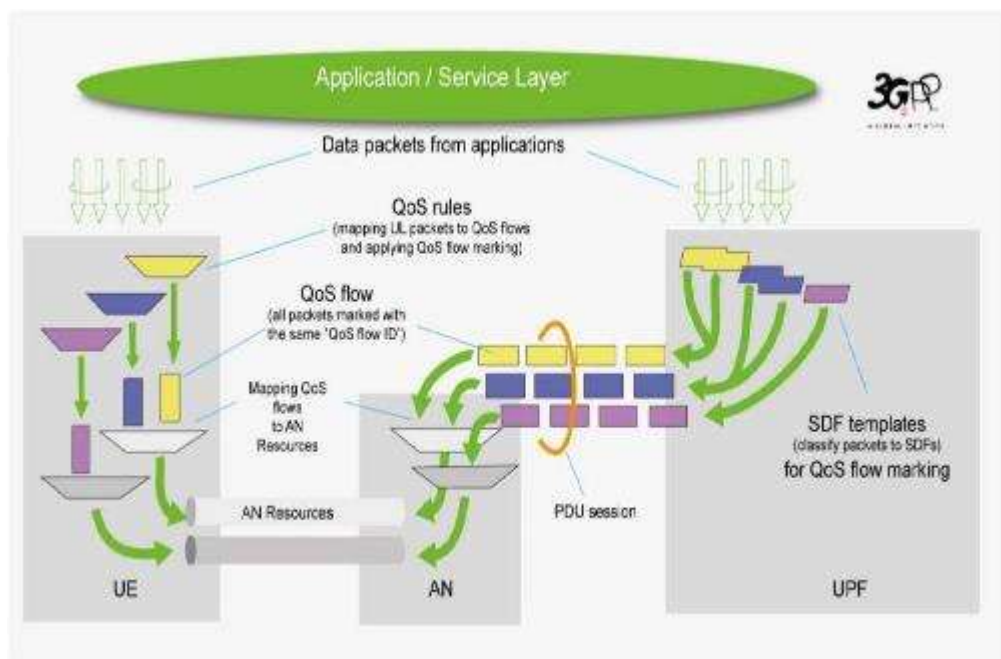 Application / Service Layer
3GPP
Data packets from applications
QoS rules
(mapping UL packets to QoS flows
and applying QoS flow marking)
QoS flow
(all packets marked with
the same 'QoS flow ID')
Mapping QoS
flows
to AN
Resources
SDF templates
(classify packets to SDFs)
for QoS flow marking
AN Resources
PDU session
UE
AN
UPF